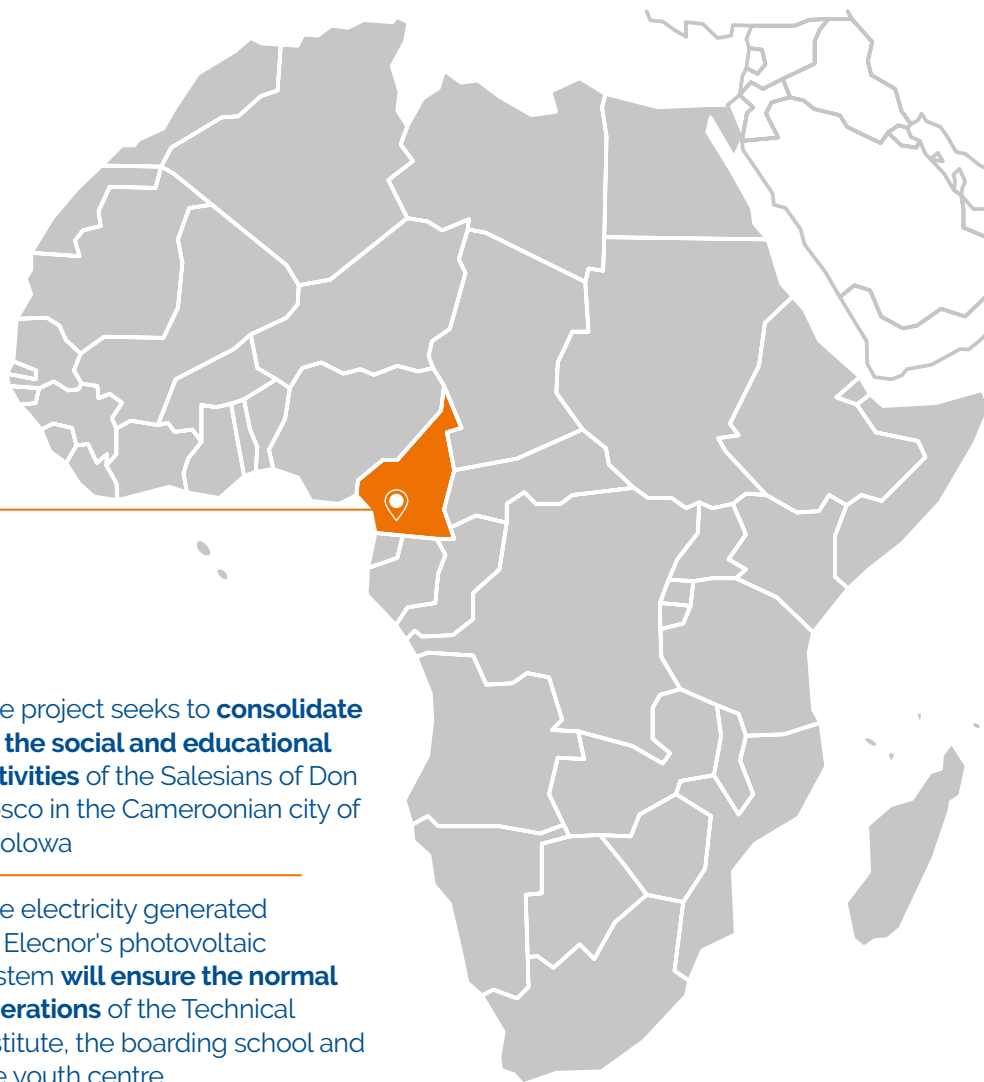 e project seeks to consolidate
the social and educational
tivities of the Salesians of Don
sco in the Cameroonian city of
olowa
e electricity generated
Elecnor's photovoltaic
stem will ensure the normal
erations of the Technical
stitute, the boarding school and
e youth centre